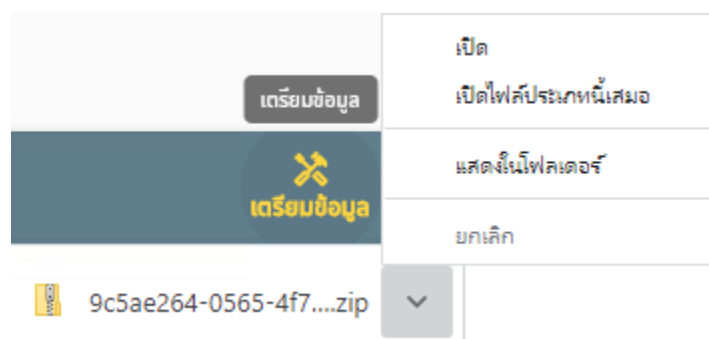 เปิด
เปิดไฟล์ประเภทนี้เสมอ
แสดงในโฟลเดอร์
ยกเลิก
เตรียมข้อมูล
เตรียมข้อมูล
9c5ae264-0565-4f7....zip